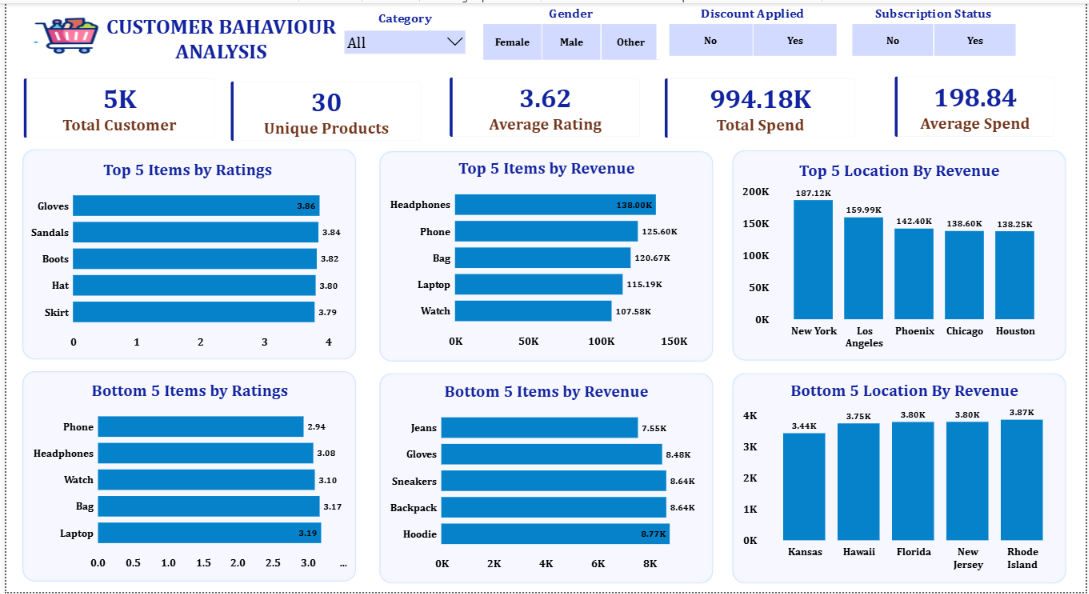 CUSTOMER BAHAVIOUR
ANALYSIS
Category
All
Gender
Female Male Other
Discount Applied
No Yes
Subscription Status
No Yes
5K
Total Customer
30
Unique Products
3.62
Average Rating
994.18K
Total Spend
198.84
Average Spend
Top 5 Items by Ratings
Gloves 3.86
Sandals 3.84
Boots 3.82
Hat 3.80
Skirt 3.79
0 1 2 3 4
Top 5 Items by Revenue
Headphones 138.00K
Phone 125.60K
Bag 120.67K
Laptop 115.19K
Watch 107.58K
0K 50K 100K 150K
Top 5 Location By Revenue
200K
150K
100K
50K
0K
187.12K 159.99K 142.40K 138.60K 138.25K
New York Los Angeles Phoenix Chicago Houston
Bottom 5 Items by Ratings
Phone 2.94
Headphones 3.08
Watch 3.10
Bag 3.17
Laptop 3.19
0.0 0.5 1.0 1.5 2.0 2.5 3.0 ...
Bottom 5 Items by Revenue
Jeans 7.55K
Gloves 8.48K
Sneakers 8.64K
Backpack 8.64K
Hoodie 8.77K
0K 2K 4K 6K 8K
Bottom 5 Location By Revenue
4K
3K
2K
1K
0K
3.44K 3.75K 3.80K 3.80K 3.87K
Kansas Hawaii Florida New Jersey Rhode Island